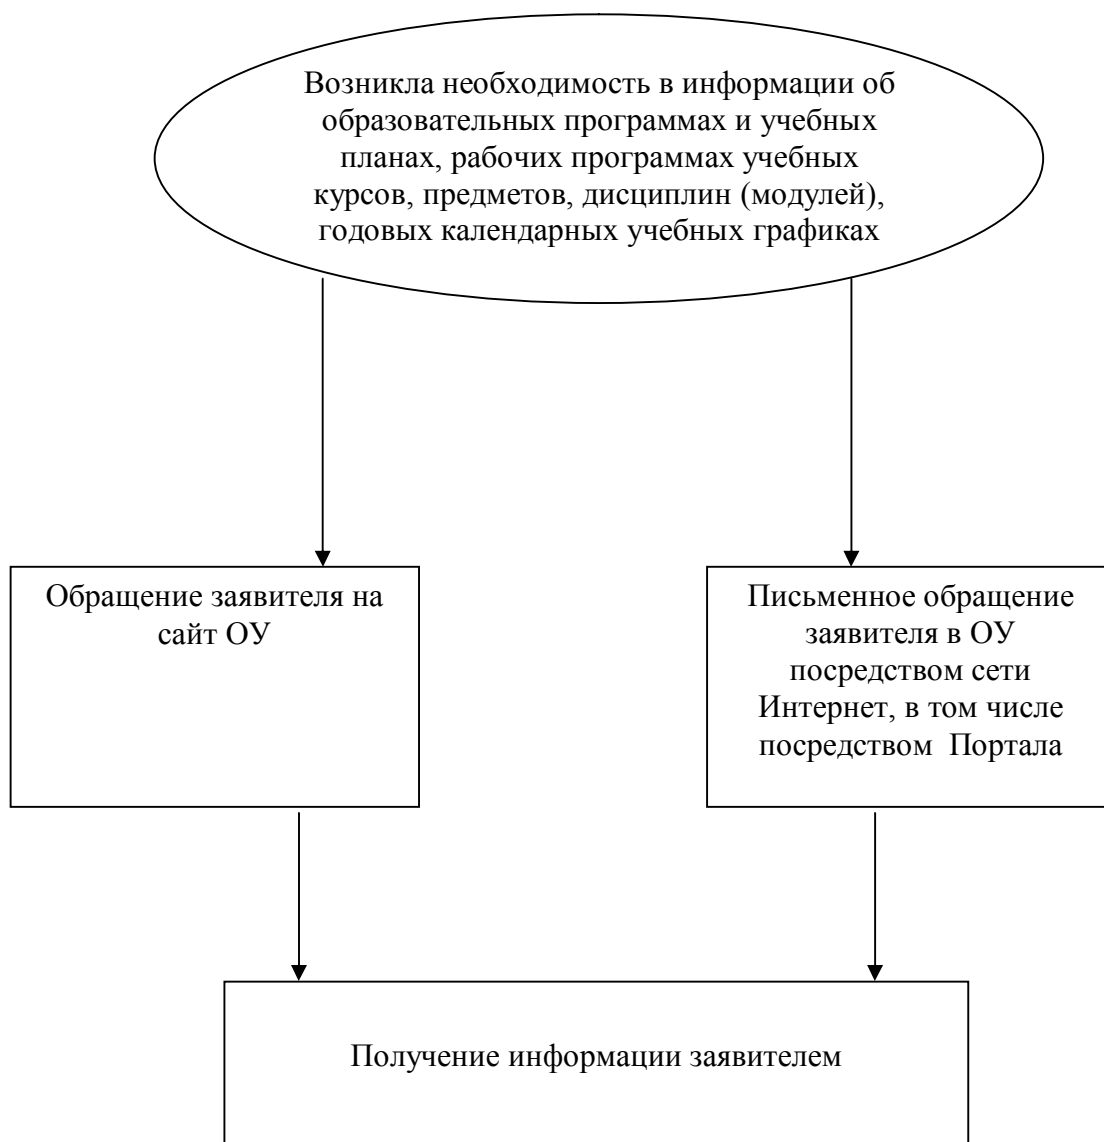 Возникла необходимость в информации об
образовательных программах и учебных
планах, рабочих программах учебных
курсов, предметов, дисциплин (модулей),
годовых календарных учебных графиках
Обращение заявителя на
сайт ОУ
Письменное обращение
заявителя в ОУ
посредством сети
Интернет, в том числе
посредством Портала
Получение информации заявителем